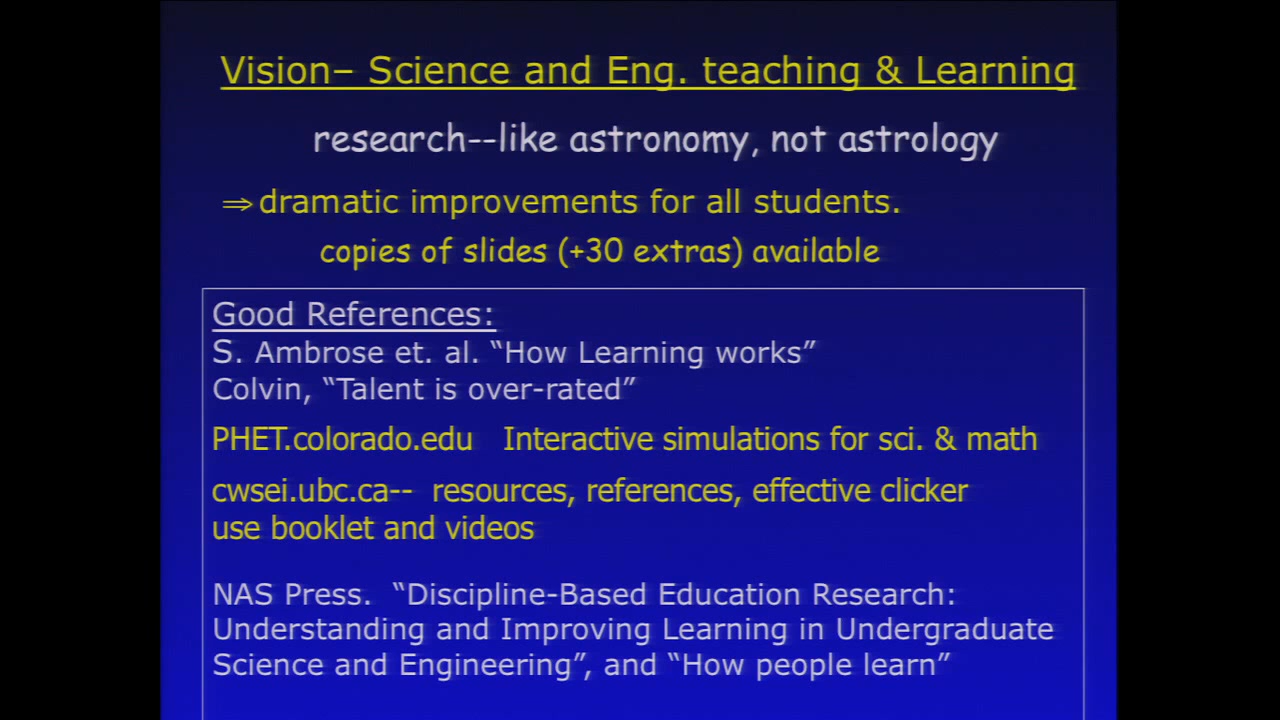 Vision– Science and Eng. teaching & Learning
research--like astronomy, not astrology
⇒ dramatic improvements for all students.
copies of slides (+30 extras) available
Good References:
S. Ambrose et. al. “How Learning works”
Colvin, “Talent is over-rated”
PHET.colorado.edu   Interactive simulations for sci. & math
cwsei.ubc.ca--  resources, references, effective clicker
use booklet and videos
NAS Press.  “Discipline-Based Education Research:
Understanding and Improving Learning in Undergraduate
Science and Engineering”, and “How people learn”